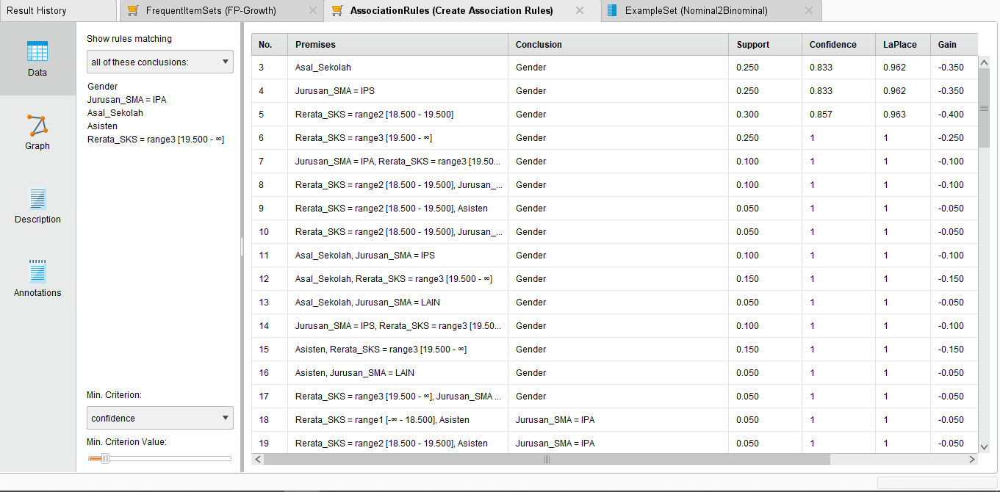 Result History
FrequentItemSets (FP-Growth)
AssociationRules (Create Association Rules)
ExampleSet (Nominal2Binominal)
Data
Graph
Description
Annotations
Show rules matching
all of these conclusions:
Gender
Jurusan_SMA = IPA
Asal_Sekolah
Asisten
Rerata_SKS = range3 [19.500 - ∞]
Min. Criterion:
confidence
Min. Criterion Value:
No. Premises Conclusion Support Confidence LaPlace Gain
3 Asal_Sekolah Gender 0.250 0.833 0.962 -0.350
4 Jurusan_SMA = IPS Gender 0.250 0.833 0.962 -0.350
5 Rerata_SKS = range2 [18.500 - 19.500] Gender 0.300 0.857 0.963 -0.400
6 Rerata_SKS = range3 [19.500 - ∞] Gender 0.250 1 1 -0.250
7 Jurusan_SMA = IPA, Rerata_SKS = range3 [19.50... Gender 0.100 1 1 -0.100
8 Rerata_SKS = range2 [18.500 - 19.500], Jurusan_... Gender 0.100 1 1 -0.100
9 Rerata_SKS = range2 [18.500 - 19.500], Asisten Gender 0.050 1 1 -0.050
10 Rerata_SKS = range2 [18.500 - 19.500], Jurusan_... Gender 0.050 1 1 -0.050
11 Asal_Sekolah, Jurusan_SMA = IPS Gender 0.100 1 1 -0.100
12 Asal_Sekolah, Rerata_SKS = range3 [19.500 - ∞] Gender 0.150 1 1 -0.150
13 Asal_Sekolah, Jurusan_SMA = LAIN Gender 0.050 1 1 -0.050
14 Jurusan_SMA = IPS, Rerata_SKS = range3 [19.50... Gender 0.100 1 1 -0.100
15 Asisten, Rerata_SKS = range3 [19.500 - ∞] Gender 0.150 1 1 -0.150
16 Asisten, Jurusan_SMA = LAIN Gender 0.050 1 1 -0.050
17 Rerata_SKS = range3 [19.500 - ∞], Jurusan_SMA ... Gender 0.050 1 1 -0.050
18 Rerata_SKS = range1 [-∞ - 18.500], Asisten Jurusan_SMA = IPA 0.050 1 1 -0.050
19 Rerata_SKS = range2 [18.500 - 19.500], Asisten Jurusan_SMA = IPA 0.050 1 1 -0.050